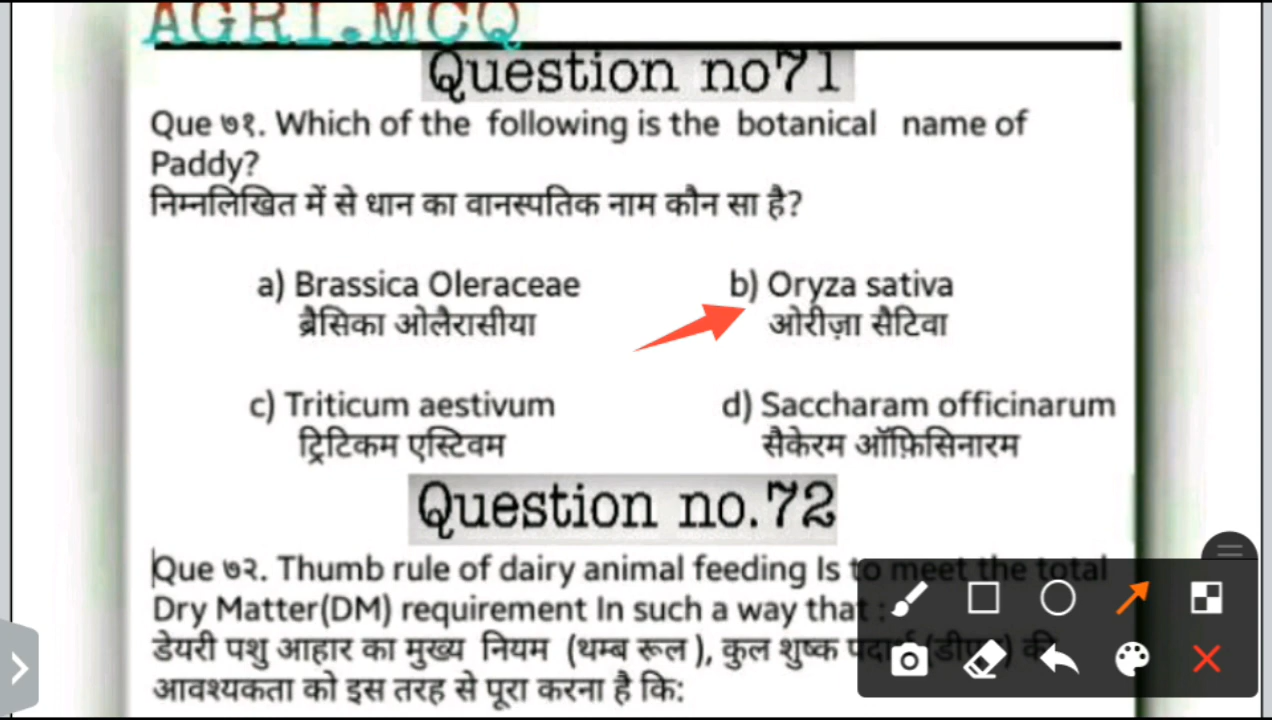 AGRI.MCQ
Question no71
Que ७१. Which of the following is the botanical name of
Paddy?
निम्नलिखित में से धान का वानस्पतिक नाम कौन सा है?
a) Brassica Oleraceae
b) Oryza sativa
ब्रैसिका ओलैरासीया
ओरीज़ा सैटिवा
c) Triticum aestivum
d) Saccharam officinarum
ट्रिटिकम एस्टिवम
सैकेरम ऑफ़िसिनारम
Question no.72
Que ७२. Thumb rule of dairy animal feeding Is to meet the total
Dry Matter(DM) requirement In such a way that :
डेयरी पशु आहार का मुख्य नियम (थम्ब रूल ), कुल शुष्क पदार्थ (डीएम) की
आवश्यकता को इस तरह से पूरा करना है कि: